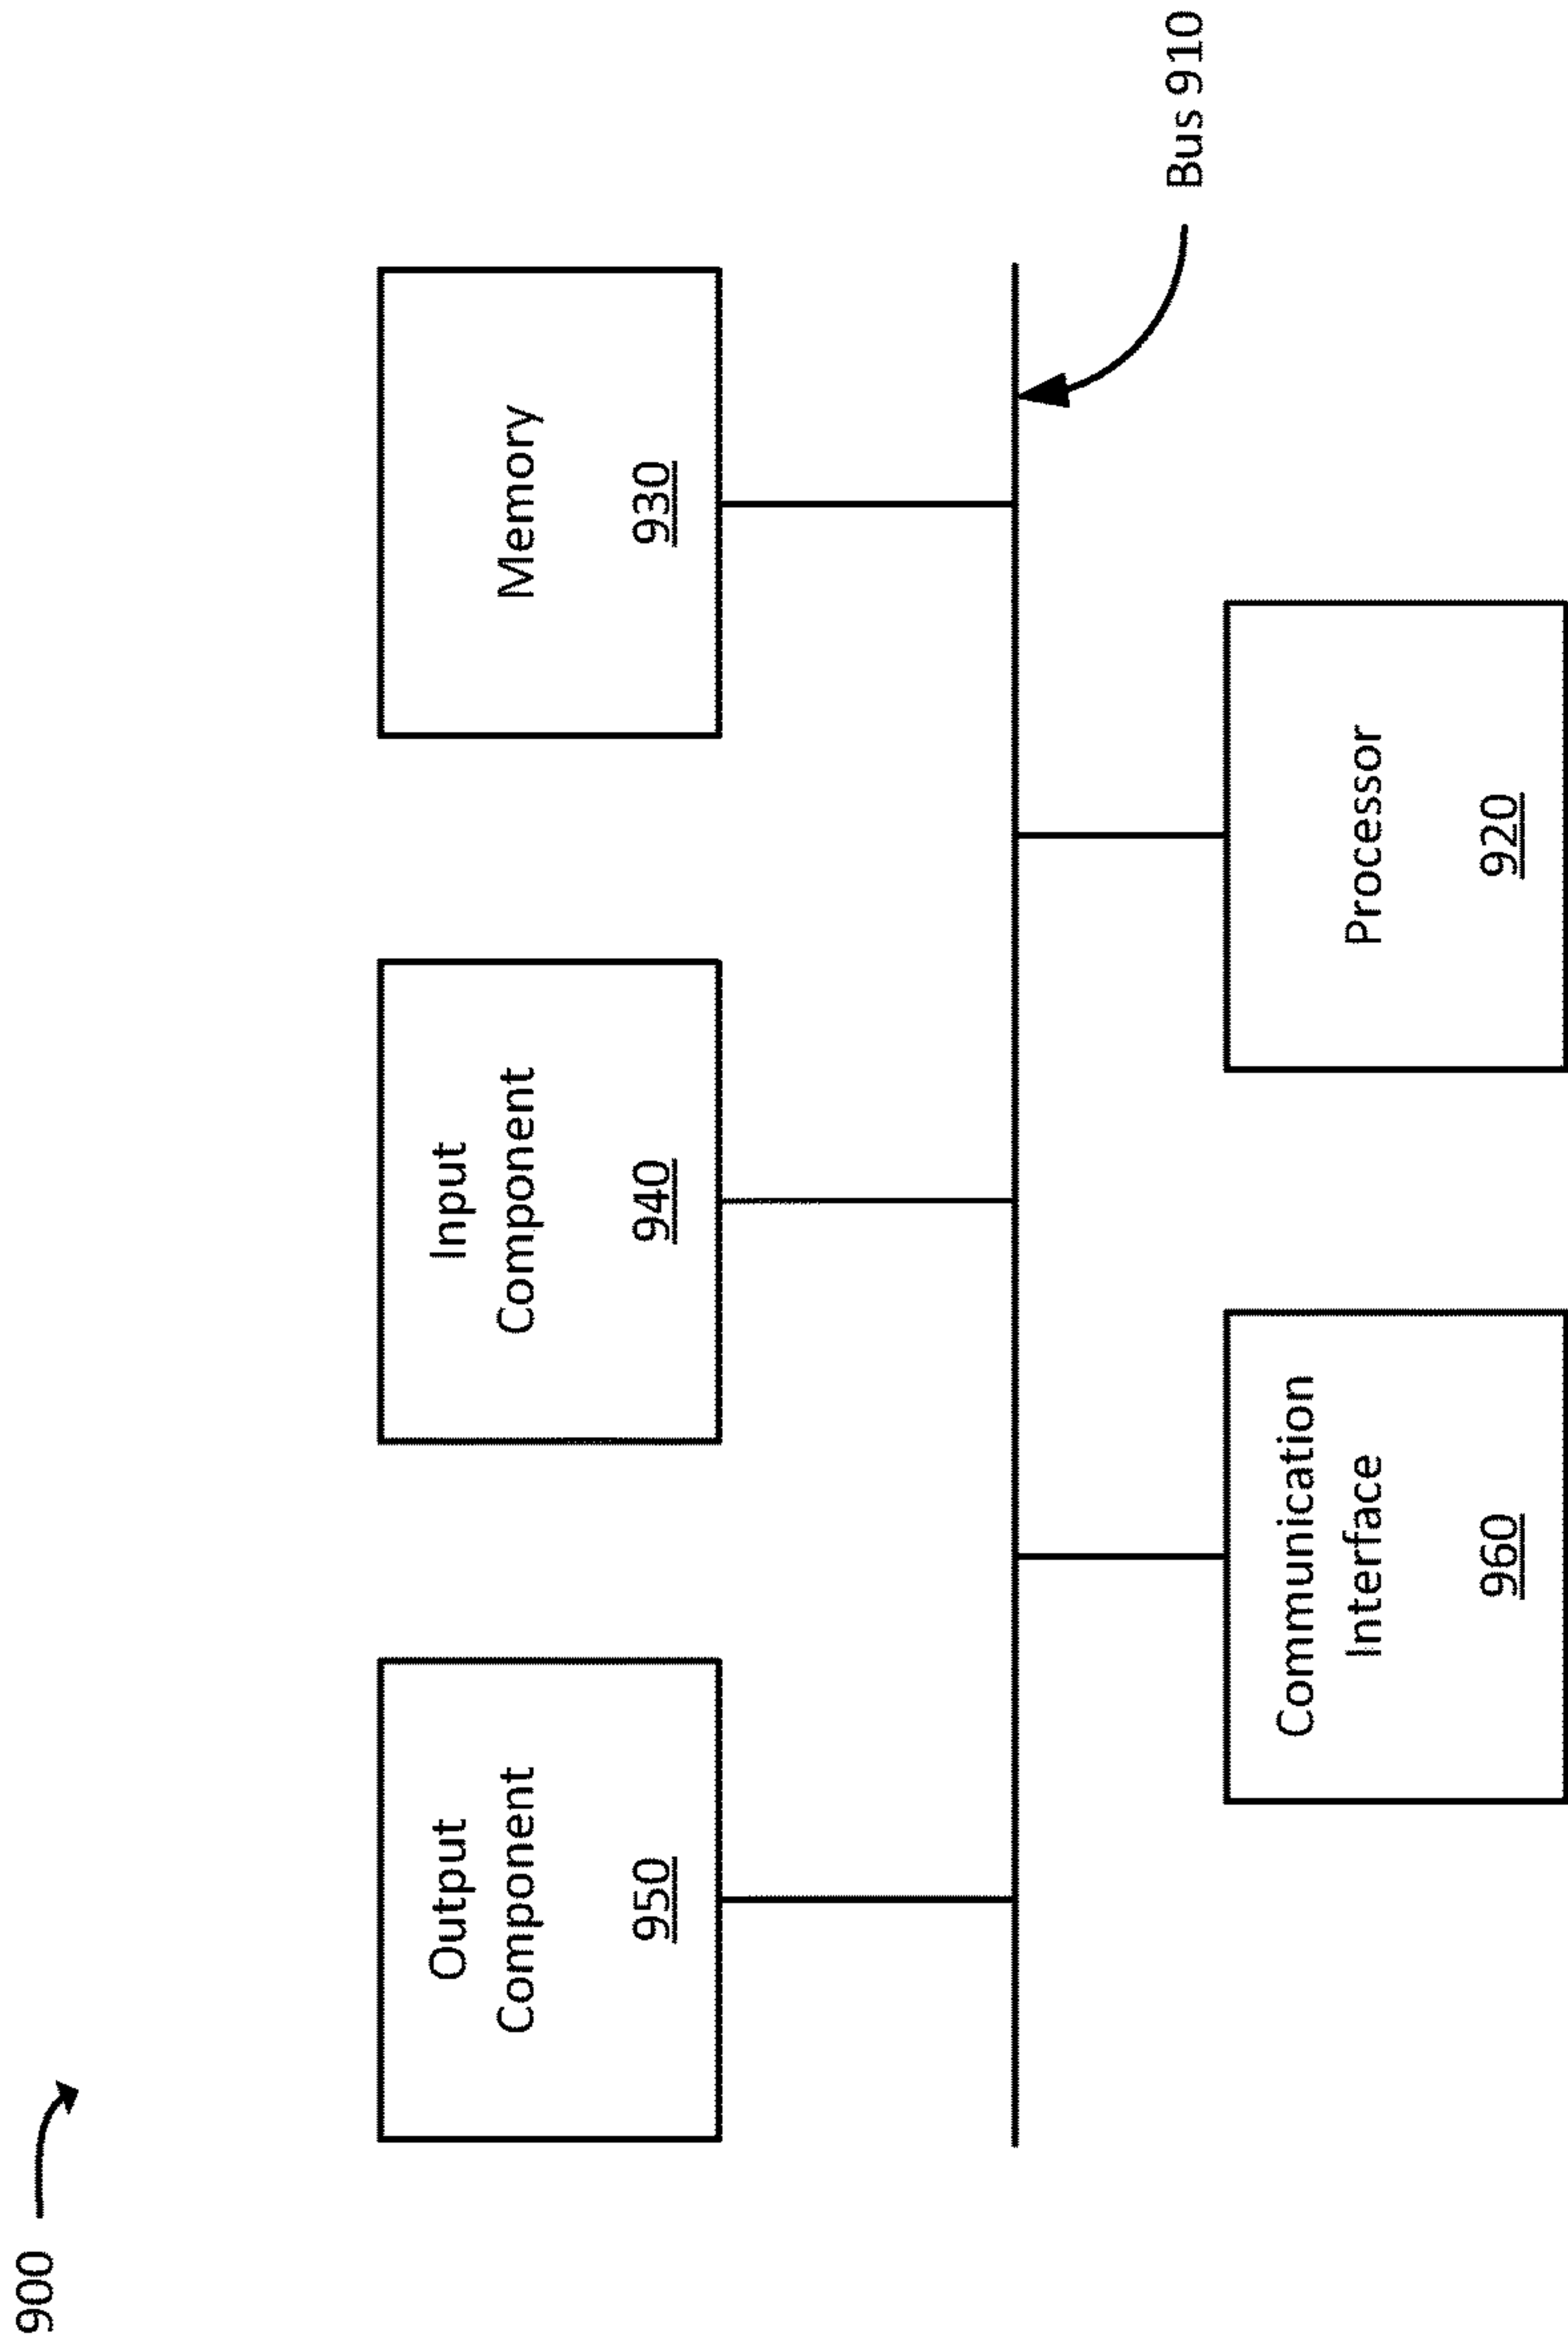 900
Output
Component
950
Input
Component
940
Memory
930
Bus 910
Communication
Interface
960
Processor
920